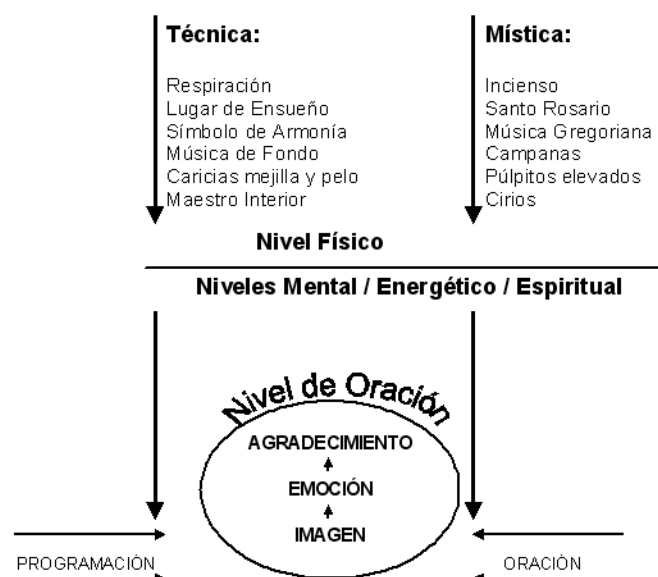 Técnica:
Respiración
Lugar de Ensueño
Símbolo de Armonía
Música de Fondo
Caricias mejilla y pelo
Maestro Interior
Mística:
Incienso
Santo Rosario
Música Gregoriana
Campanas
Púlpitos elevados
Cirios
Nivel Físico
Niveles Mental / Energético / Espiritual
Nivel de Oración
AGRADECIMIENTO
EMOCIÓN
IMAGEN
PROGRAMACIÓN
ORACIÓN